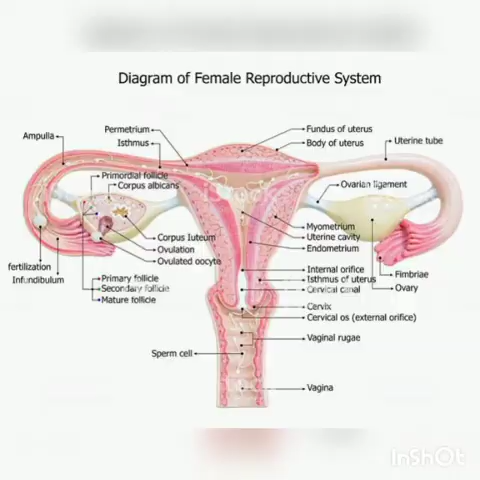 Diagram of Female Reproductive System
Ampulla
Permetrium
Isthmus
Fundus of uterus
Body of uterus
Uterine tube
Primordial follicle
Corpus albicans
Ovarian ligament
Corpus luteum
Ovulation
Ovulated oocyte
Myometrium
Uterine cavity
Endometrium
fertilization
Infundibulum
Primary follicle
Secondary follicle
Mature follicle
Internal orifice
Isthmus of uterus
Cervical canal
Fimbriae
Ovary
Cervix
Cervical os (external orifice)
Vaginal rugae
Sperm cell
Vagina
InShOt